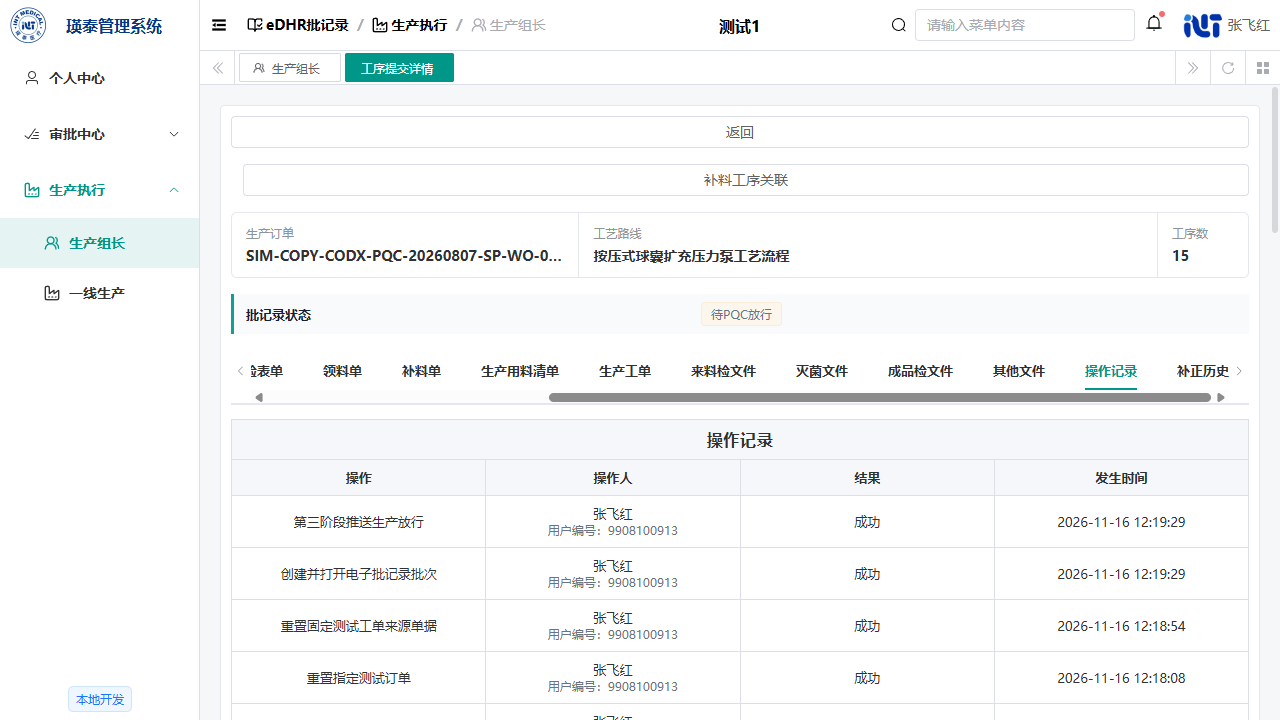 瑛泰管理系统
eDHR批记录 / 生产执行 / 生产组长
测试1
请输入菜单内容
张飞红
个人中心
审批中心
生产执行
生产组长
一线生产
本地开发
生产组长
工序提交详情
返回
补料工序关联
生产订单
SIM-COPY-CODX-PQC-20260807-SP-WO-0...
工艺路线
按压式球囊扩充压力泵工艺流程
工序数
15
批记录状态
待PQC放行
验表单 领料单 补料单 生产用料清单 生产工单 来料检文件 灭菌文件 成品检文件 其他文件 操作记录 补正历史
操作记录
操作 操作人 结果 发生时间
第三阶段推送生产放行 张飞红 成功 2026-11-16 12:19:29
用户编号：9908100913
创建并打开电子批记录批次 张飞红 成功 2026-11-16 12:19:29
用户编号：9908100913
重置固定测试工单来源单据 张飞红 成功 2026-11-16 12:18:54
用户编号：9908100913
重置指定测试订单 张飞红 成功 2026-11-16 12:18:08
用户编号：9908100913